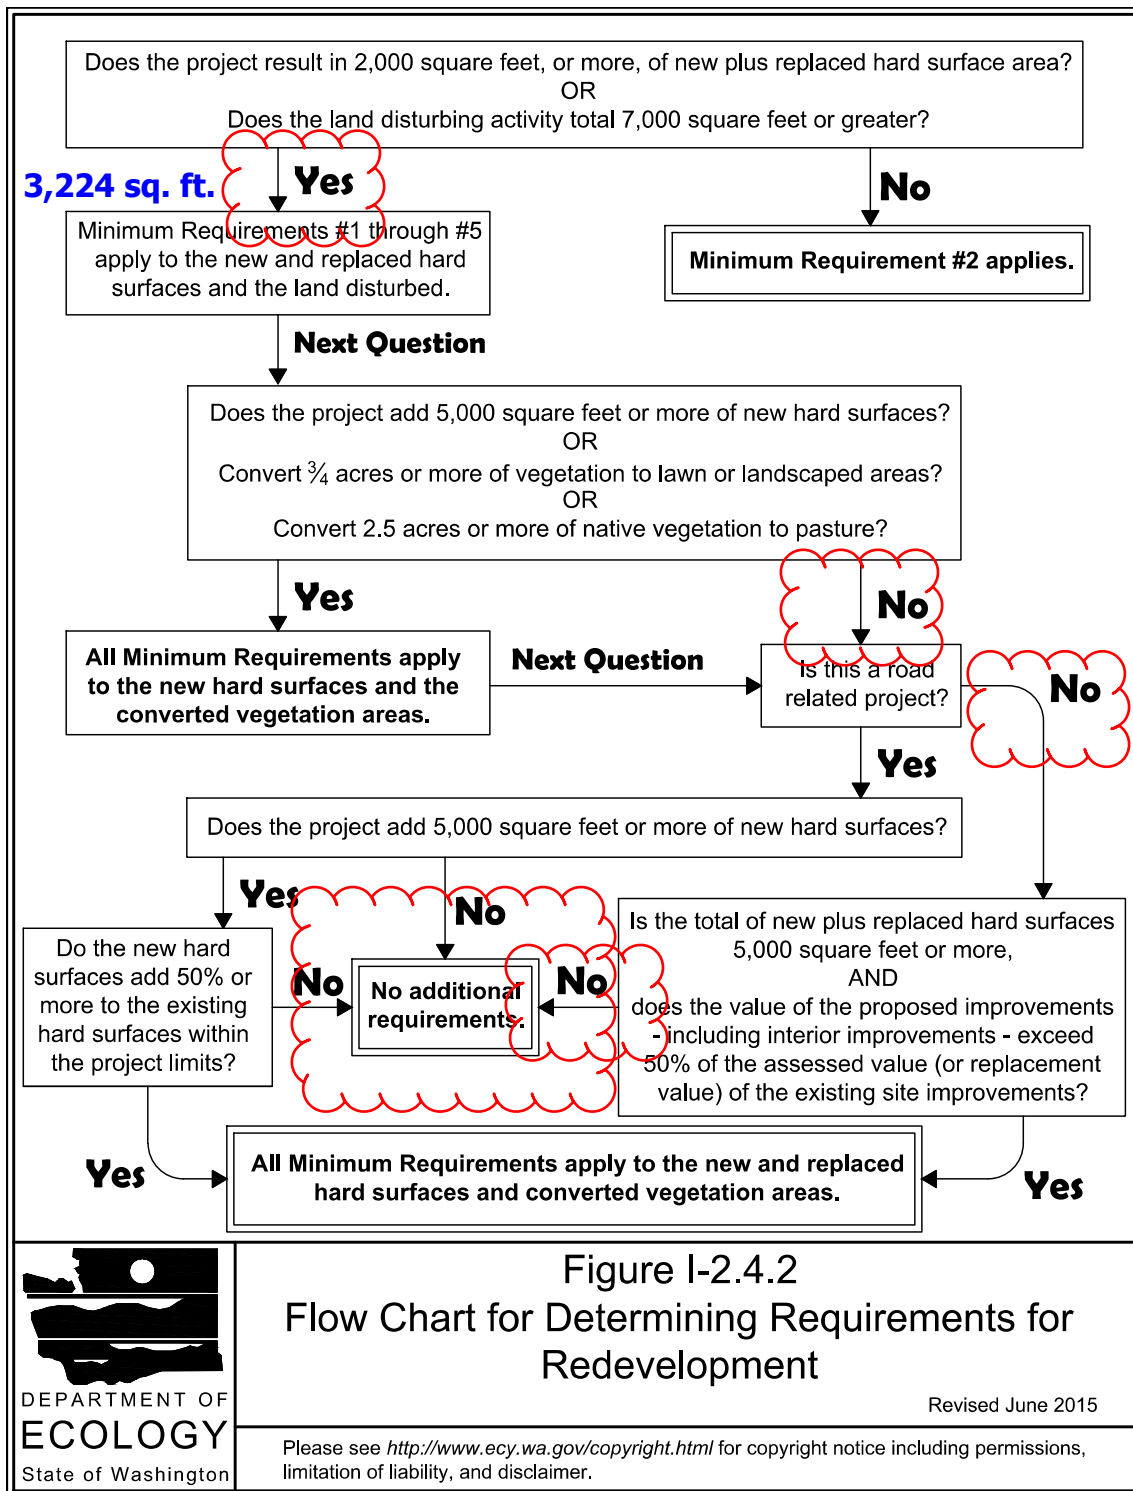 Does the project result in 2,000 square feet, or more, of new plus replaced hard surface area?
OR
Does the land disturbing activity total 7,000 square feet or greater?
3,224 sq. ft.
Yes
No
Minimum Requirements #1 through #5
apply to the new and replaced hard
surfaces and the land disturbed.
Minimum Requirement #2 applies.
Next Question
Does the project add 5,000 square feet or more of new hard surfaces?
OR
Convert ¾ acres or more of vegetation to lawn or landscaped areas?
OR
Convert 2.5 acres or more of native vegetation to pasture?
Yes
No
All Minimum Requirements apply
to the new hard surfaces and the
converted vegetation areas.
Next Question
Is this a road
related project?
No
Yes
Does the project add 5,000 square feet or more of new hard surfaces?
Yes
No
Do the new hard
surfaces add 50% or
more to the existing
hard surfaces within
the project limits?
No
No additional
requirements.
No
Is the total of new plus replaced hard surfaces
5,000 square feet or more,
AND
does the value of the proposed improvements
- including interior improvements - exceed
50% of the assessed value (or replacement
value) of the existing site improvements?
Yes
All Minimum Requirements apply to the new and replaced
hard surfaces and converted vegetation areas.
Yes
DEPARTMENT OF
ECOLOGY
State of Washington
Figure I-2.4.2
Flow Chart for Determining Requirements for
Redevelopment
Revised June 2015
Please see http://www.ecy.wa.gov/copyright.html for copyright notice including permissions,
limitation of liability, and disclaimer.